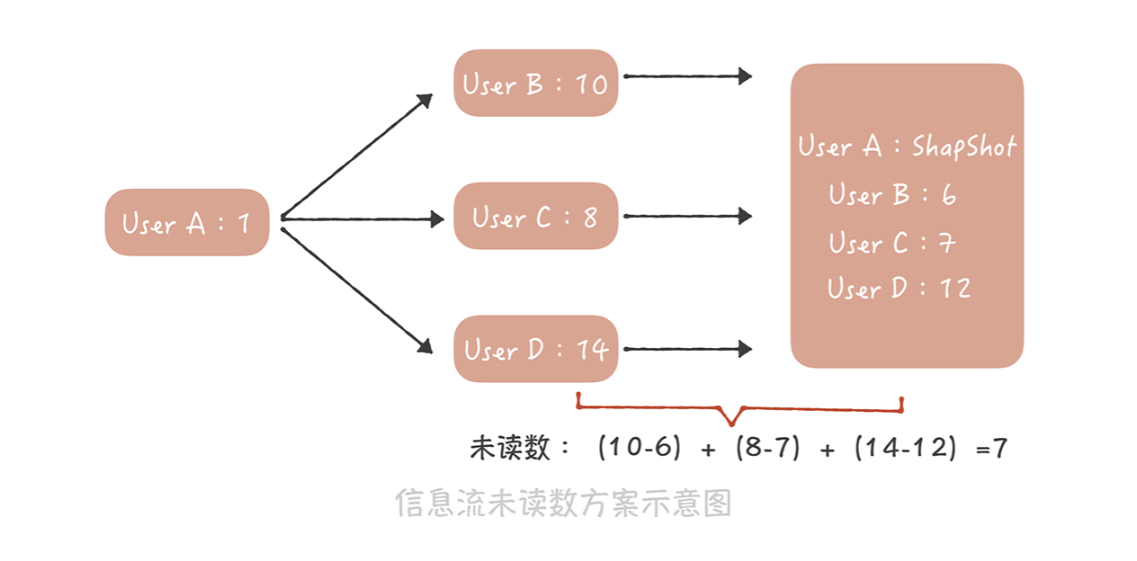 User A : 1
User B : 10
User C : 8
User D : 14
User A : ShapShot
User B : 6
User C : 7
User D : 12
未读数： (10-6) + (8-7) + (14-12) =7
信息流未读数方案示意图